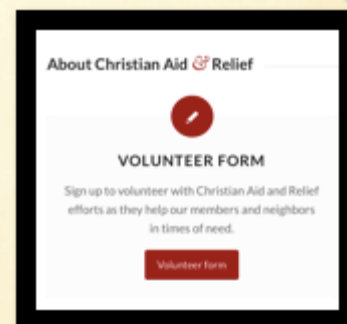 About Christian Aid & Relief
VOLUNTEER FORM
Sign up to volunteer with Christian Aid and Relief
efforts as they help our members and neighbors
in times of need.
Volunteer form